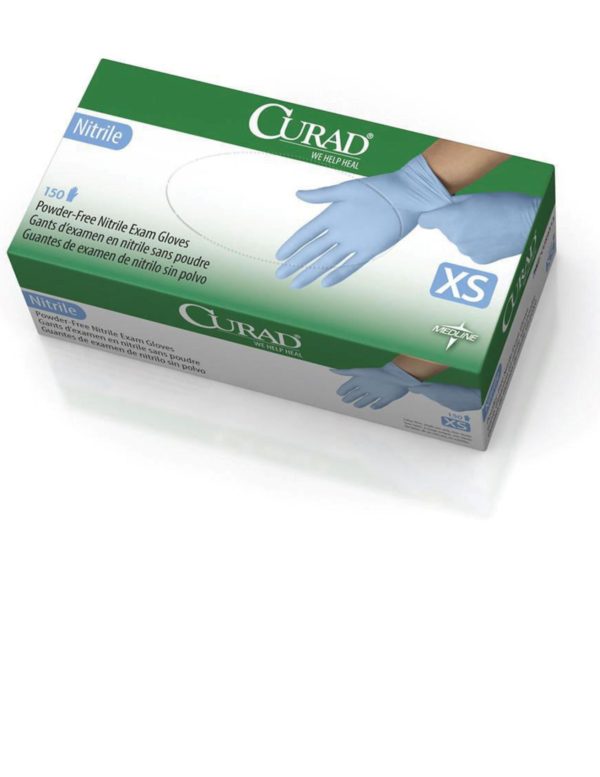 CURAD®
WE HELP HEAL
Nitrile
150
Powder-Free Nitrile Exam Gloves
Gants d'examen en nitrile sans poudre
Guantes de examen de nitrilo sin polvo
XS
MEDLINE
CURAD
Nitrile
CURAD
WE HELP HEAL
Powder-Free Nitrile Exam Gloves
Gants d'examen en nitrile sans poudre
Guantes de examen de nitrilo sin polvo
150
XS